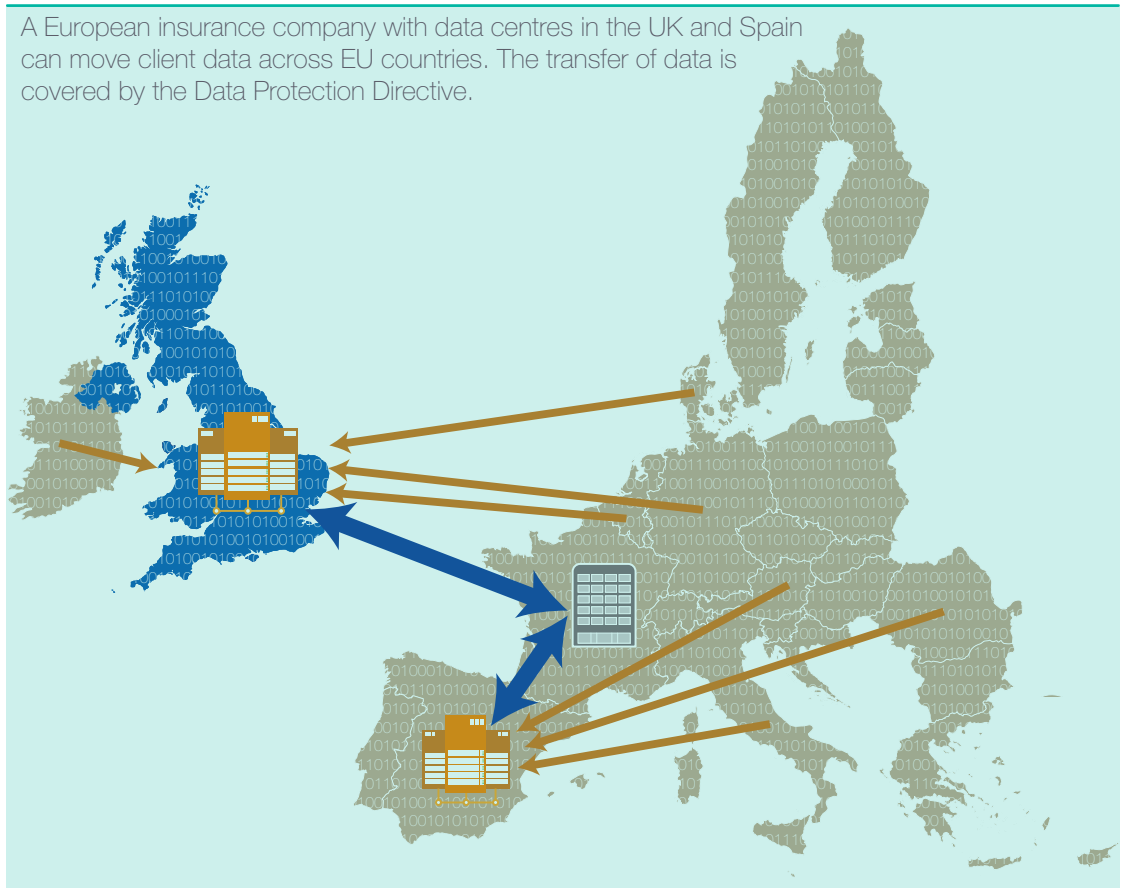 A European insurance company with data centres in the UK and Spain
can move client data across EU countries. The transfer of data is
covered by the Data Protection Directive.